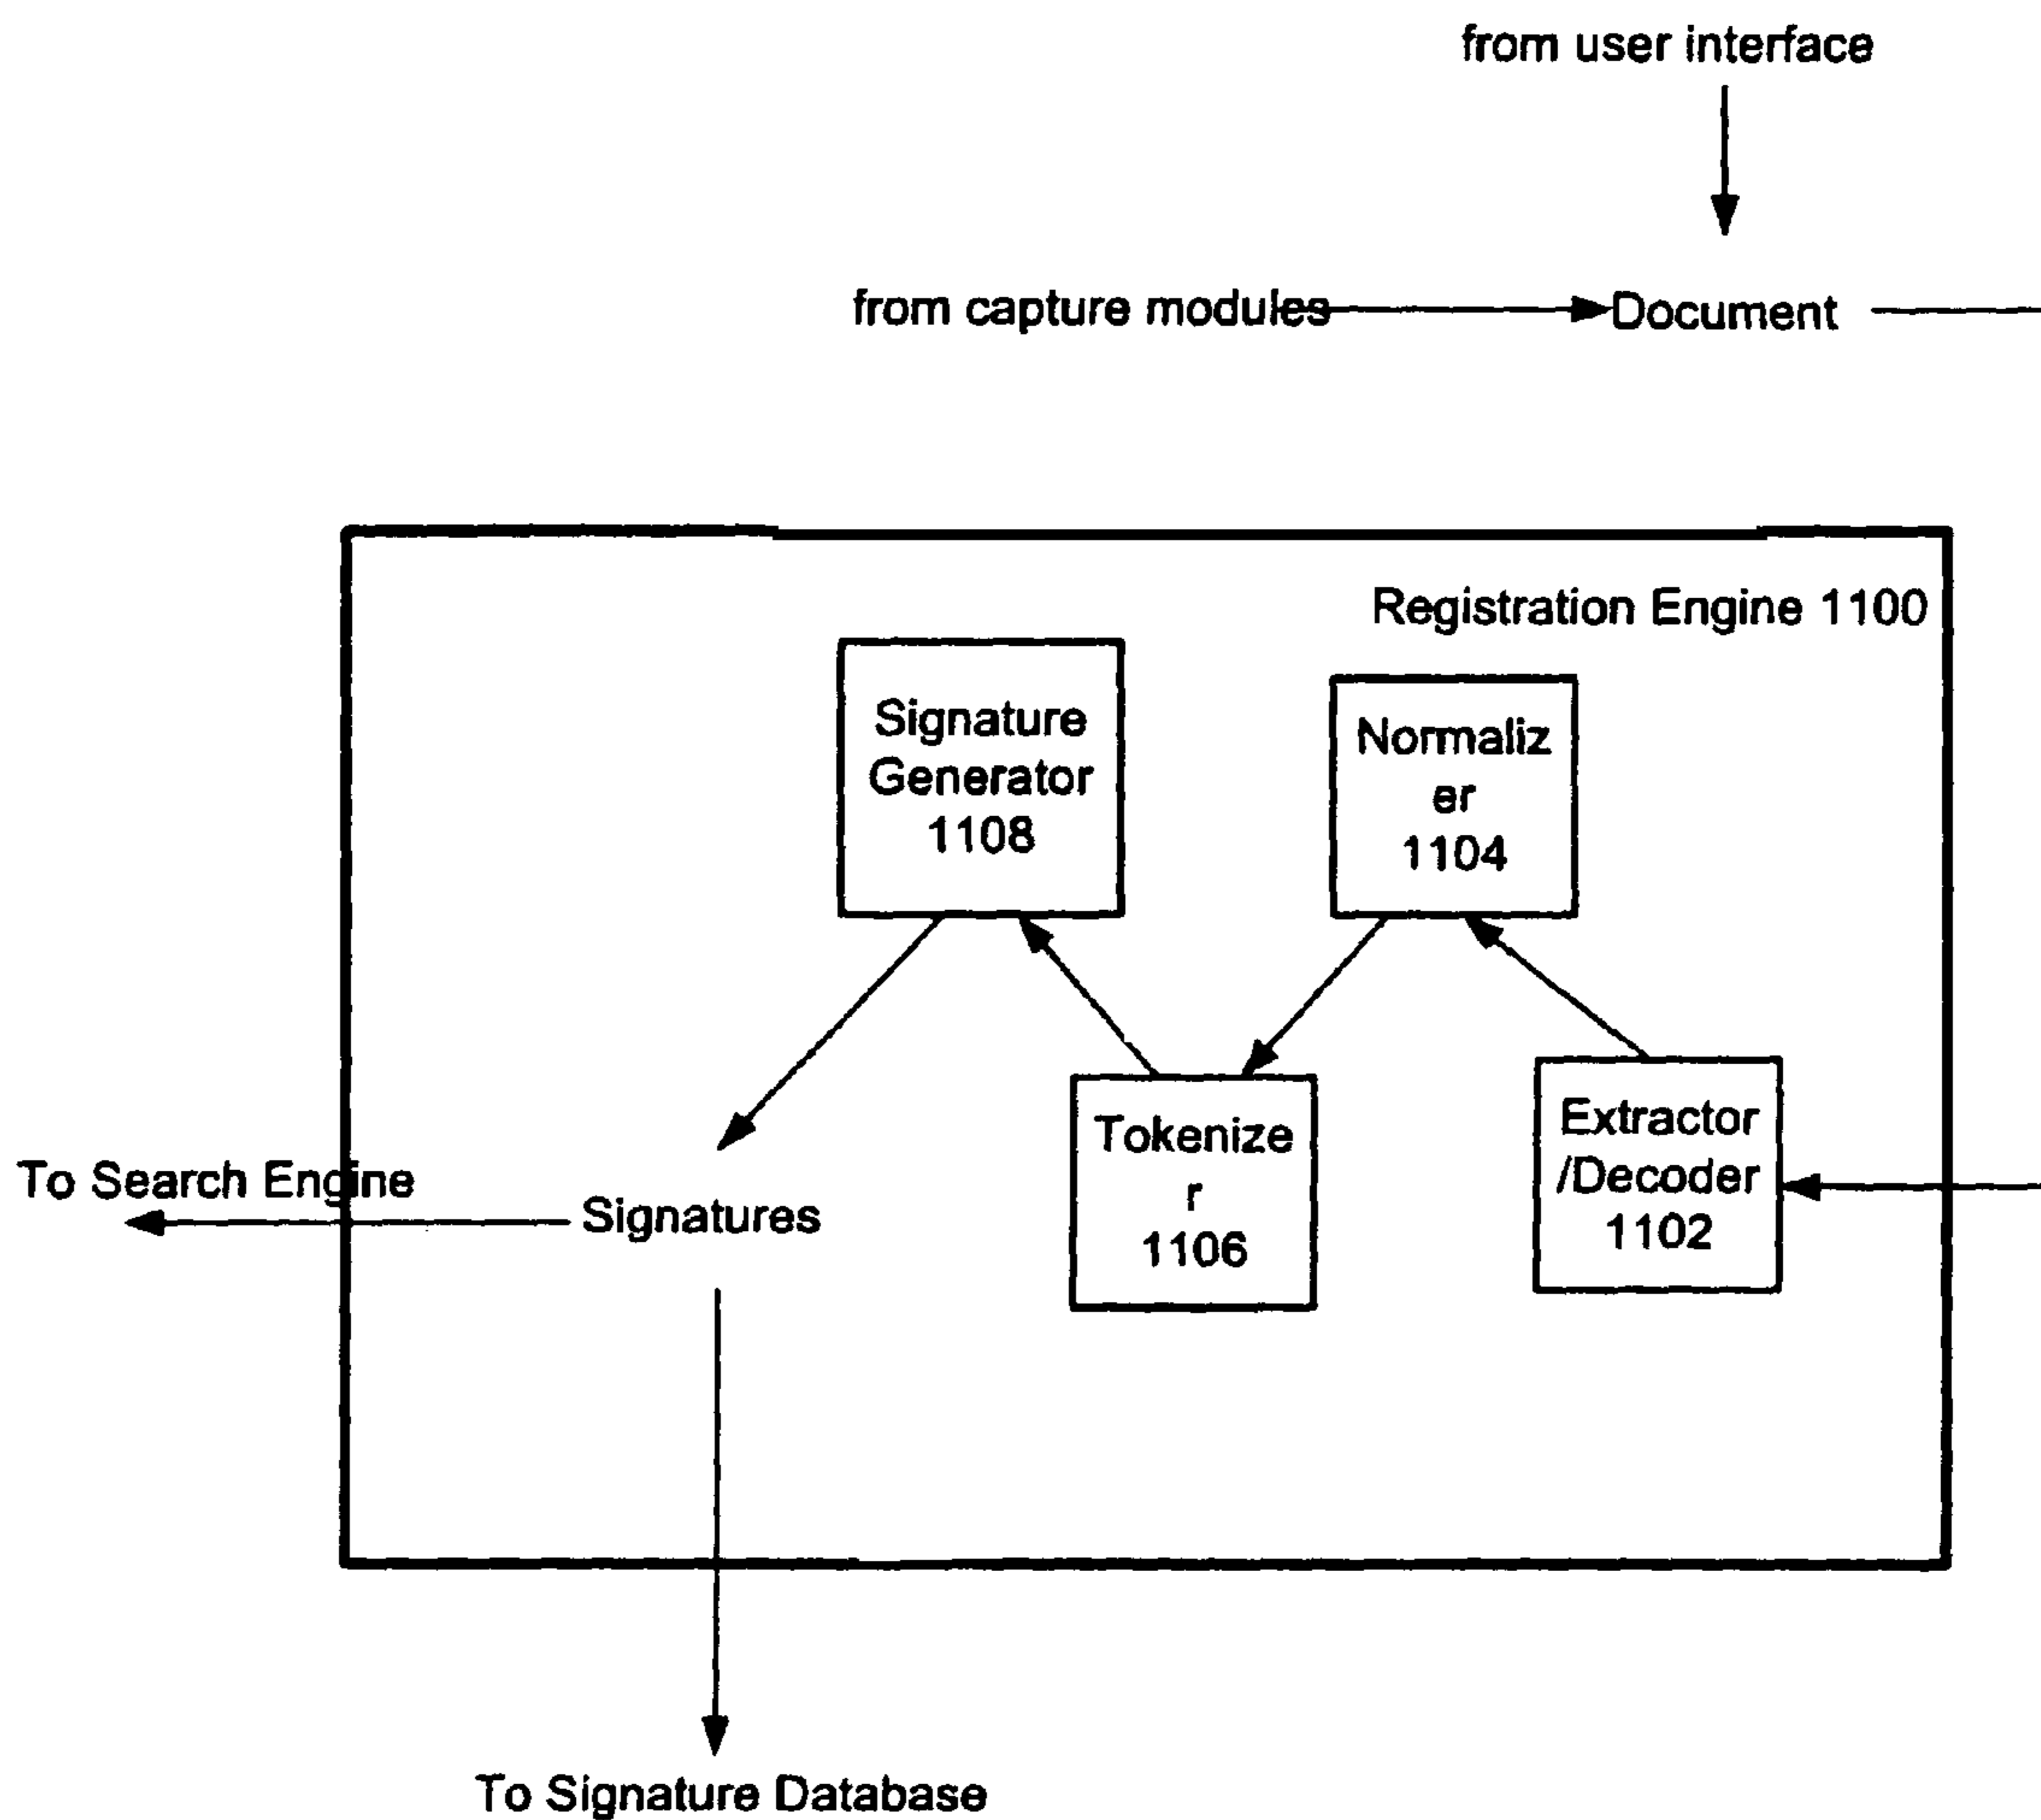 from user interface
from capture modules
Document
Registration Engine 1100
Signature
Generator
1108
Normaliz
er
1104
Tokenize
r
1106
Extractor
/Decoder
1102
To Search Engine
Signatures
To Signature Database